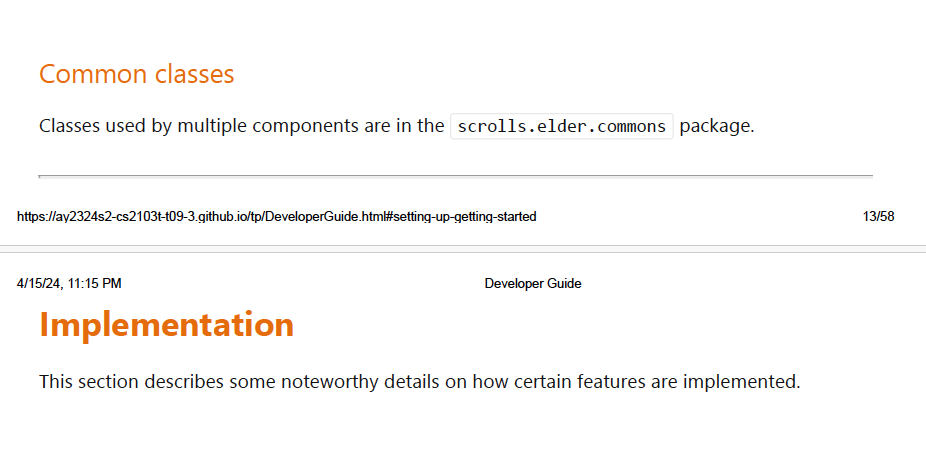 Common classes
Classes used by multiple components are in the scrolls.elder.commons package.
https://ay2324s2-cs2103t-t09-3.github.io/tp/DeveloperGuide.html#setting-up-getting-started 13/58
4/15/24, 11:15 PM Developer Guide
Implementation
This section describes some noteworthy details on how certain features are implemented.